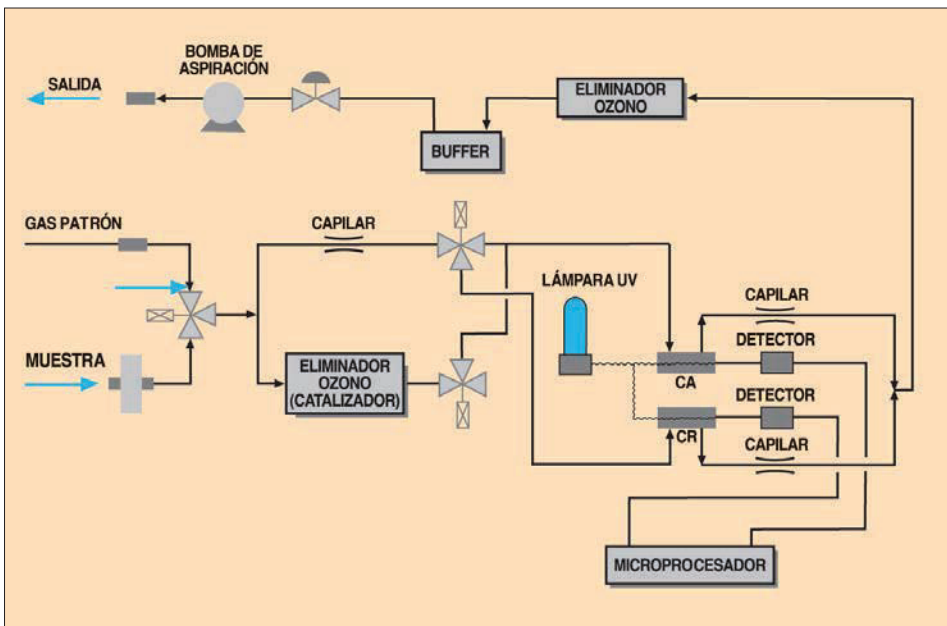 BOMBA DE
ASPIRACIÓN
SALIDA
ELIMINADOR
OZONO
BUFFER
GAS PATRÓN
CAPILAR
LÁMPARA UV
CAPILAR
DETECTOR
MUESTRA
ELIMINADOR
OZONO
(CATALIZADOR)
CA
DETECTOR
CR
CAPILAR
MICROPROCESADOR